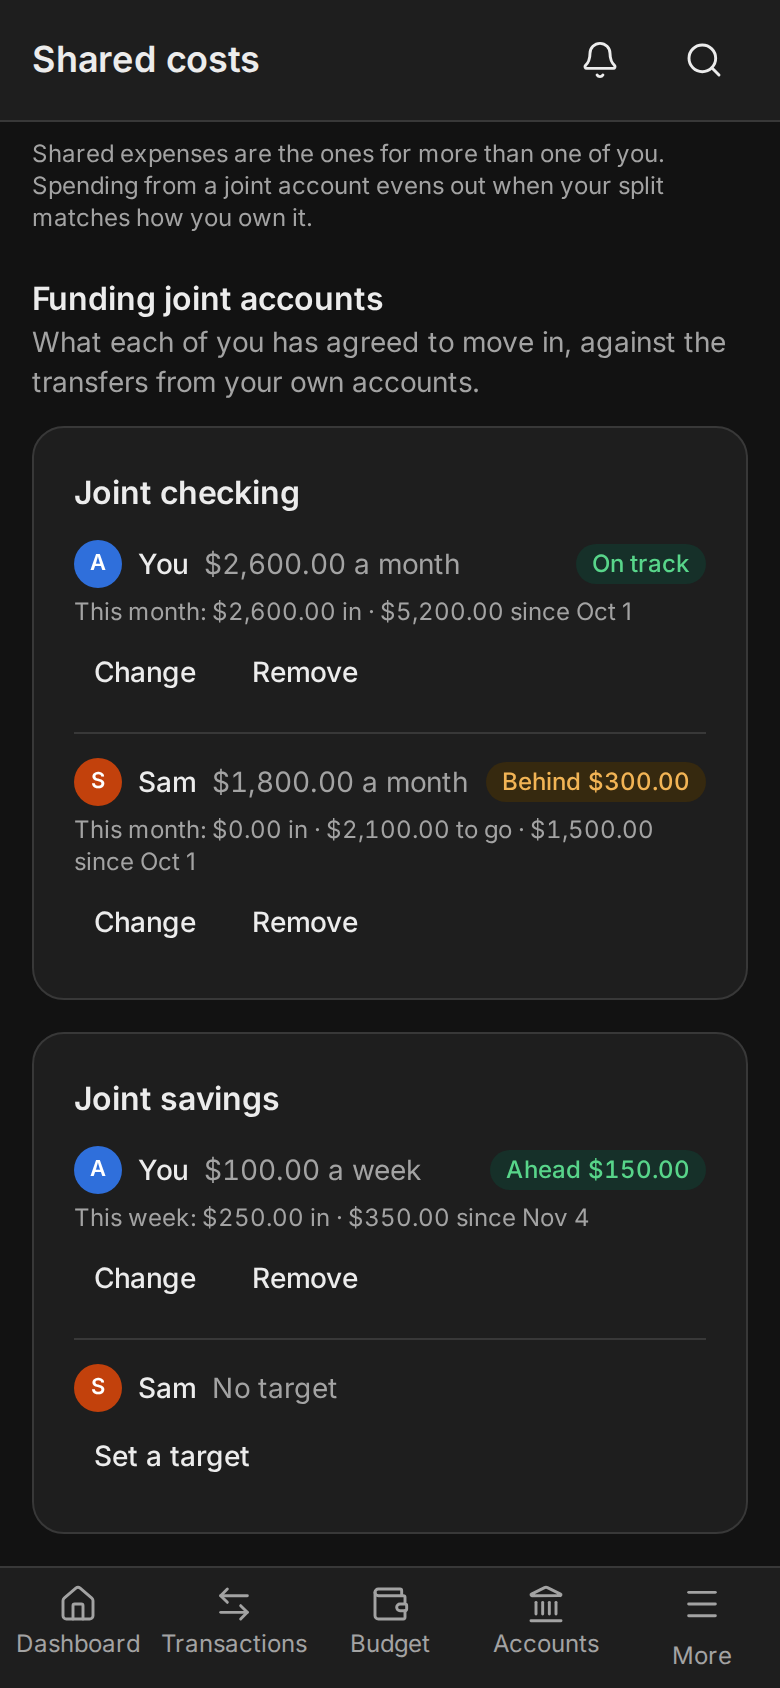 Shared costs
Shared expenses are the ones for more than one of you.
Spending from a joint account evens out when your split
matches how you own it.
Funding joint accounts
What each of you has agreed to move in, against the
transfers from your own accounts.
Joint checking
A You $2,600.00 a month On track
This month: $2,600.00 in · $5,200.00 since Oct 1
Change Remove
S Sam $1,800.00 a month Behind $300.00
This month: $0.00 in · $2,100.00 to go · $1,500.00
since Oct 1
Change Remove
Joint savings
A You $100.00 a week Ahead $150.00
This week: $250.00 in · $350.00 since Nov 4
Change Remove
S Sam No target
Set a target
Dashboard Transactions Budget Accounts More